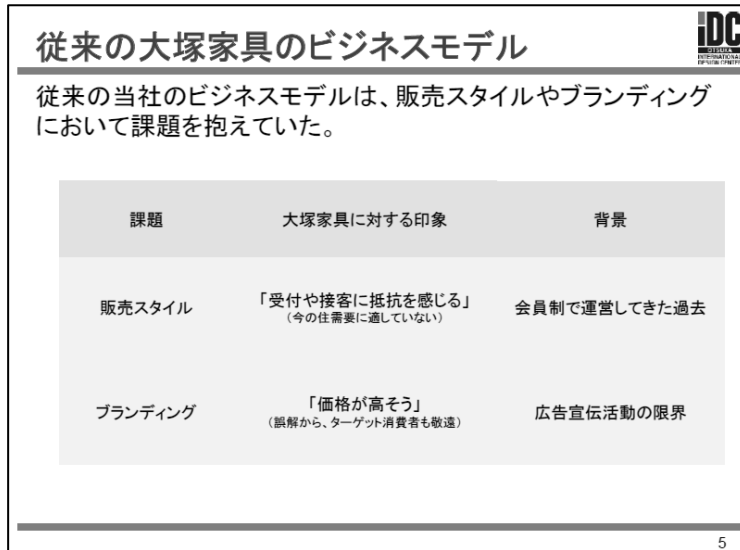 従来の大塚家具のビジネスモデル
iDC
OTSUKA
INTERNATIONAL
DESIGN CENTER
従来の当社のビジネスモデルは、販売スタイルやブランディング
において課題を抱えていた。
課題 大塚家具に対する印象 背景
販売スタイル 「受付や接客に抵抗を感じる」 会員制で運営してきた過去
（今の住需要に適していない）
ブランディング 「価格が高そう」 広告宣伝活動の限界
（誤解から、ターゲット消費者も敬遠）
5